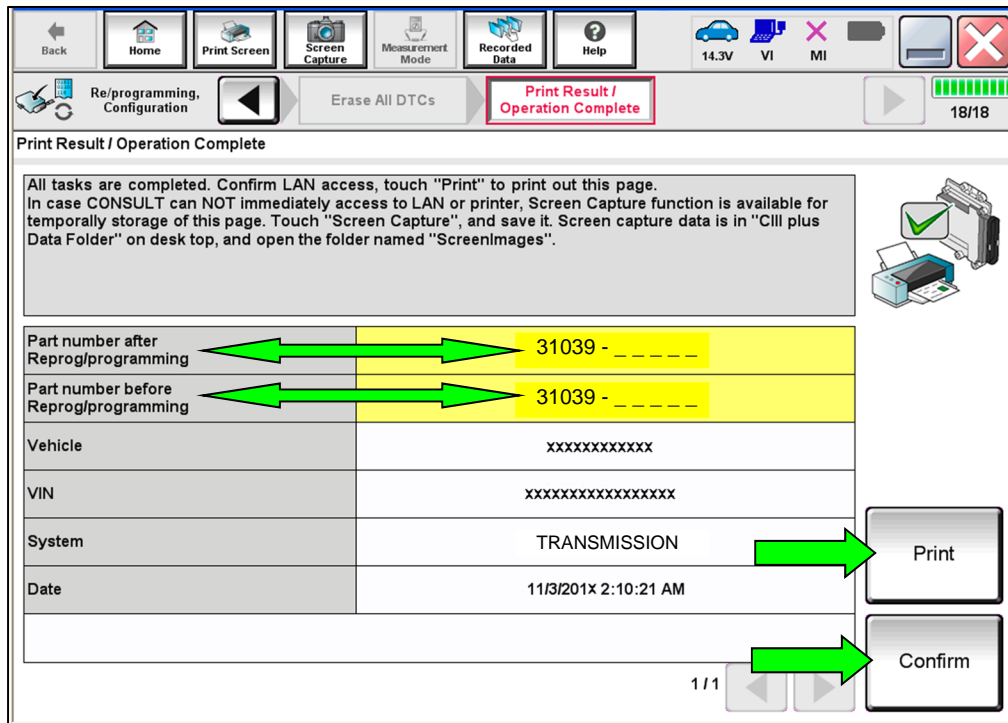 Back
Home
Print Screen
Screen
Capture
Measurement
Mode
Recorded
Data
?
Help
14.3V
VI
MI
Re/programming,
Configuration
Erase All DTCs
Print Result /
Operation Complete
18/18
Print Result / Operation Complete
All tasks are completed. Confirm LAN access, touch "Print" to print out this page.
In case CONSULT can NOT immediately access to LAN or printer, Screen Capture function is available for
temporally storage of this page. Touch "Screen Capture", and save it. Screen capture data is in "CIII plus
Data Folder" on desk top, and open the folder named "ScreenImages".
Part number after
Reprog/programming
31039 - _ _ _ _ _
Part number before
Reprog/programming
31039 - _ _ _ _ _
Vehicle
xxxxxxxxxxxx
VIN
xxxxxxxxxxxxxxxxx
System
TRANSMISSION
Date
11/3/201X 2:10:21 AM
Print
Confirm
1/1